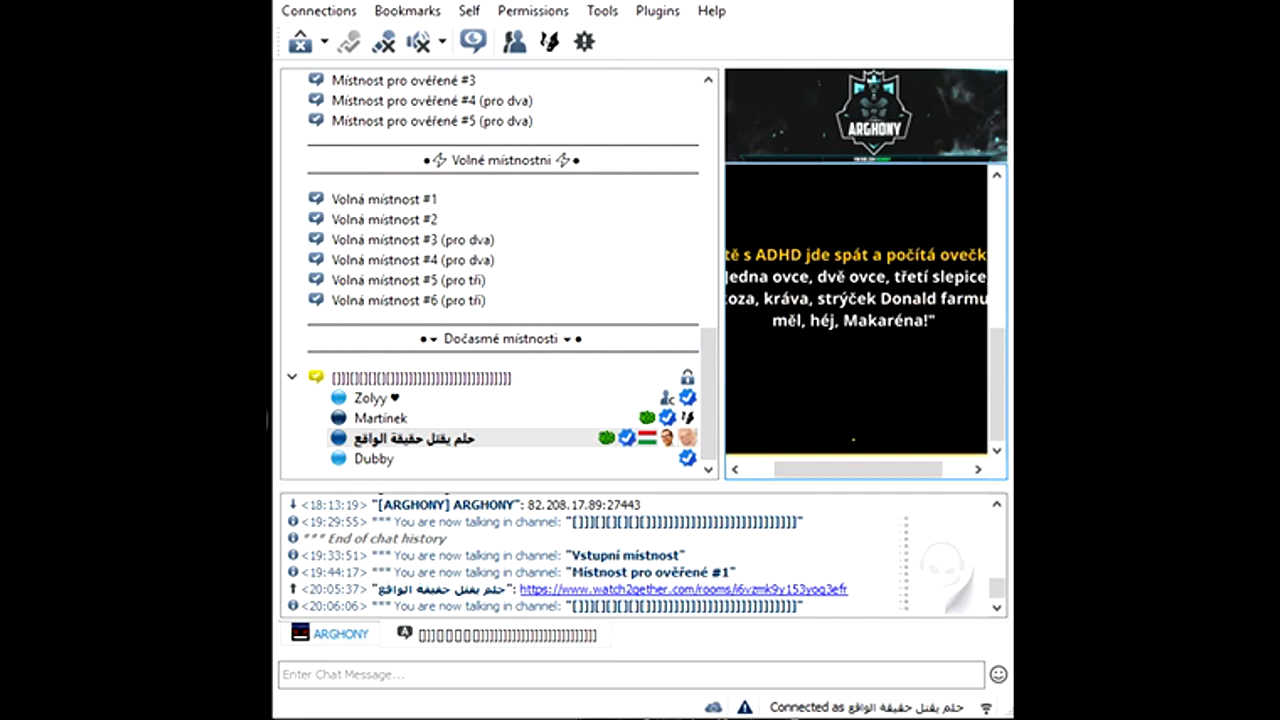 Connections Bookmarks Self Permissions Tools Plugins Help
Místnost pro ověřené #3
Místnost pro ověřené #4 (pro dva)
Místnost pro ověřené #5 (pro dva)
Volné místnostni
Volná místnost #1
Volná místnost #2
Volná místnost #3 (pro dva)
Volná místnost #4 (pro dva)
Volná místnost #5 (pro tři)
Volná místnost #6 (pro tři)
Dočasmé místnosti
Zolyy ♥
Martínek
حلم يقتل حقيقة الواقع
Dubby
ARGHONY
tě s ADHD jde spát a počítá ovečk
Jedna ovce, dvě ovce, třetí slepice,
koza, kráva, strýček Donald farmu
měl, héj, Makaréna!"
<18:13:19> "[ARGHONY] ARGHONY": 82.208.17.89:27443
<19:29:55> *** You are now talking in channel:
*** End of chat history
<19:33:51> *** You are now talking in channel: "Vstupní místnost"
<19:44:17> *** You are now talking in channel: "Místnost pro ověřené #1"
<20:05:37> "حلم يقتل حقيقة الواقع": https://www.watch2gether.com/rooms/i6vzmk9y153yoq3efr
<20:06:06> *** You are now talking in channel:
ARGHONY
Enter Chat Message...
Connected as حلم يقتل حقيقة الواقع